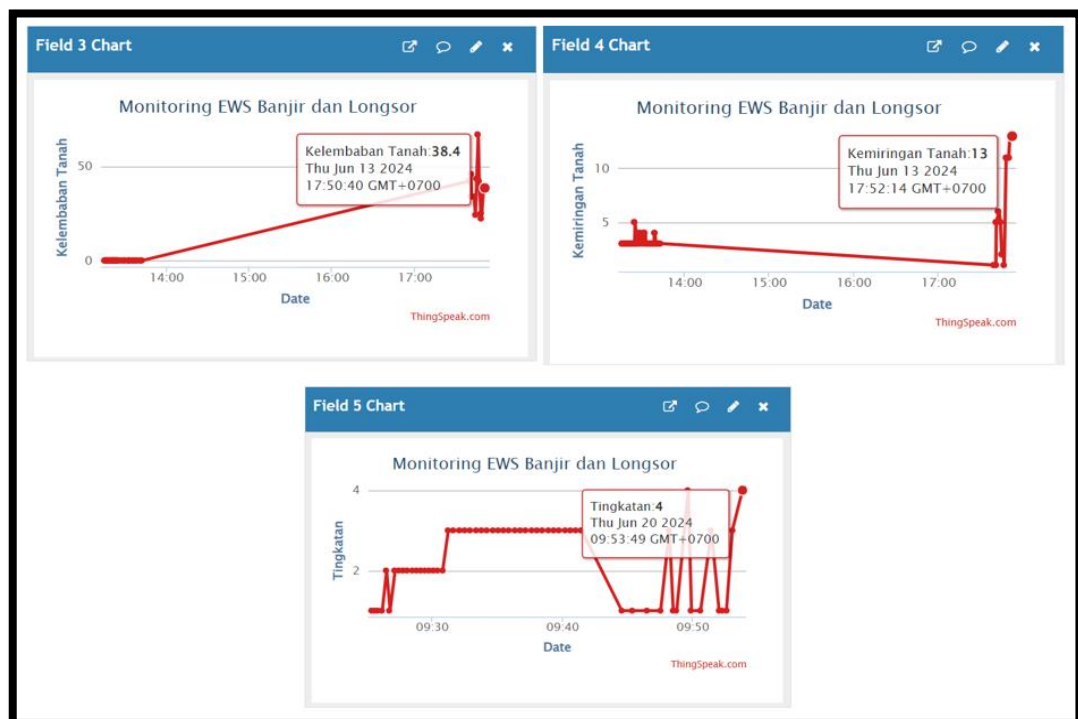 Field 3 Chart
Monitoring EWS Banjir dan Longsor
Kelembaban Tanah
50
0
Kelembaban Tanah:38.4
Thu Jun 13 2024
17:50:40 GMT+0700
14:00 15:00 16:00 17:00
Date
ThingSpeak.com
Field 4 Chart
Monitoring EWS Banjir dan Longsor
Kemiringan Tanah
10
5
Kemiringan Tanah:13
Thu Jun 13 2024
17:52:14 GMT+0700
14:00 15:00 16:00 17:00
Date
ThingSpeak.com
Field 5 Chart
Monitoring EWS Banjir dan Longsor
Tingkatan
4
2
Tingkatan:4
Thu Jun 20 2024
09:53:49 GMT+0700
09:30 09:40 09:50
Date
ThingSpeak.com